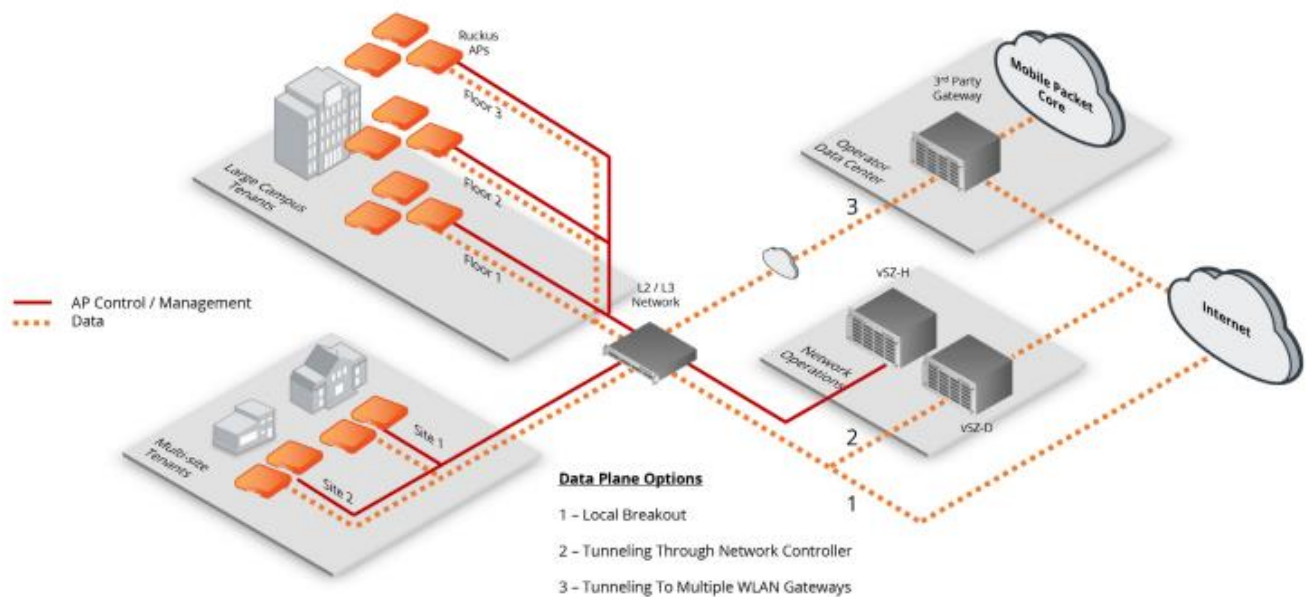 Ruckus
APs
Floor 3
Floor 2
Floor 1
Large Campus
Tenants
3rd Party
Gateway
Mobile Packet
Core
Operator
Data Center
3
L2 / L3
Network
vSZ-H
Network
Operations
vSZ-D
Internet
AP Control / Management
Data
Site 1
Site 2
Multi-site
Tenants
2
1
Data Plane Options
1 – Local Breakout
2 – Tunneling Through Network Controller
3 – Tunneling To Multiple WLAN Gateways